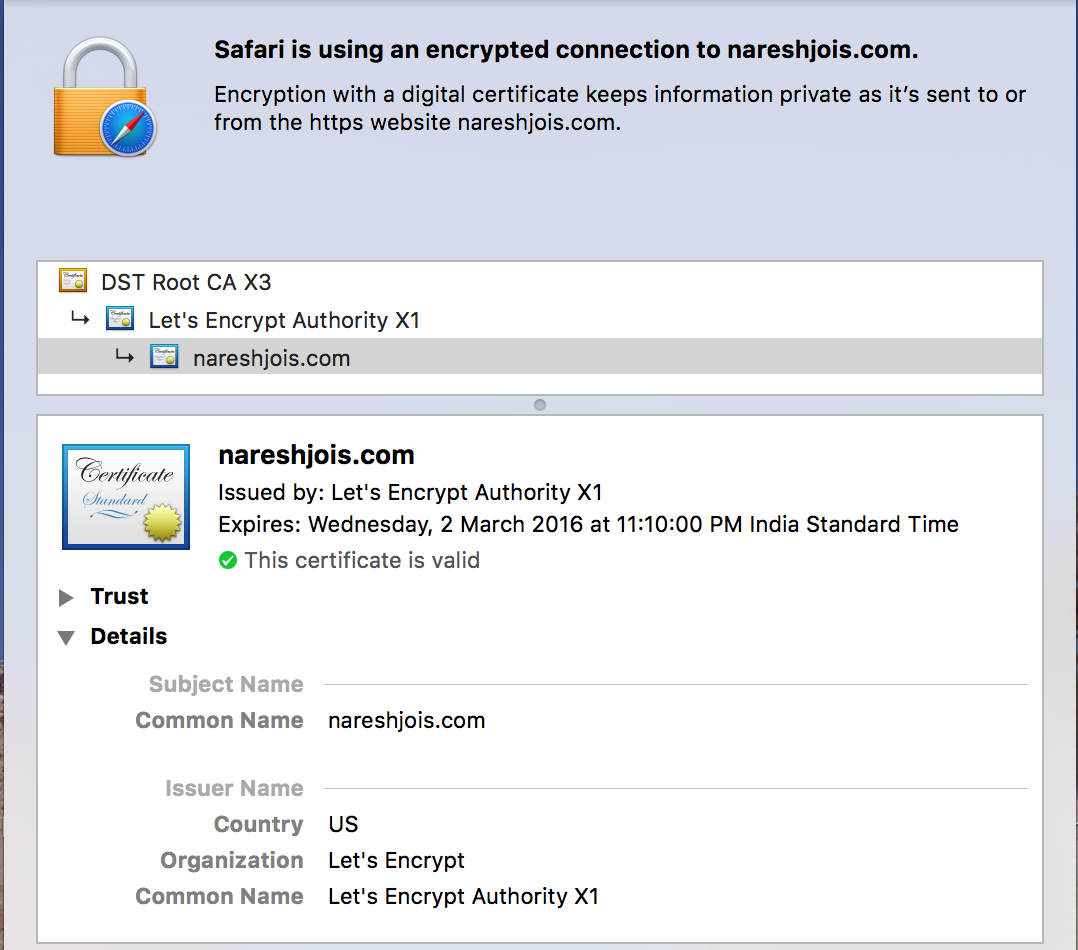 Safari is using an encrypted connection to nareshjois.com.
Encryption with a digital certificate keeps information private as it’s sent to or
from the https website nareshjois.com.
DST Root CA X3
Let's Encrypt Authority X1
nareshjois.com
Certificate
Standard
nareshjois.com
Issued by: Let's Encrypt Authority X1
Expires: Wednesday, 2 March 2016 at 11:10:00 PM India Standard Time
This certificate is valid
Trust
Details
Subject Name
Common Name nareshjois.com
Issuer Name
Country US
Organization Let's Encrypt
Common Name Let's Encrypt Authority X1